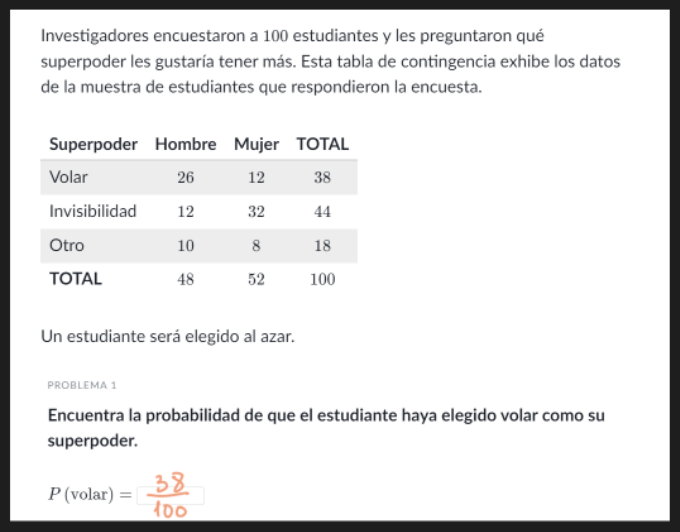 Investigadores encuestaron a 100 estudiantes y les preguntaron qué
superpoder les gustaría tener más. Esta tabla de contingencia exhibe los datos
de la muestra de estudiantes que respondieron la encuesta.
Superpoder Hombre Mujer TOTAL
Volar 26 12 38
Invisibilidad 12 32 44
Otro 10 8 18
TOTAL 48 52 100
Un estudiante será elegido al azar.
PROBLEMA 1
Encuentra la probabilidad de que el estudiante haya elegido volar como su
superpoder.
P (volar) = 38/100